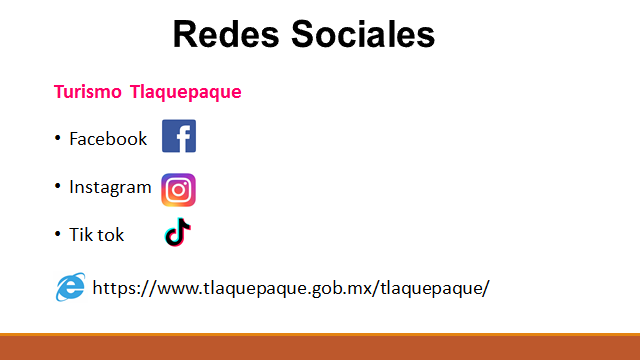 Redes Sociales
Turismo Tlaquepaque
• Facebook
• Instagram
• Tik tok
https://www.tlaquepaque.gob.mx/tlaquepaque/